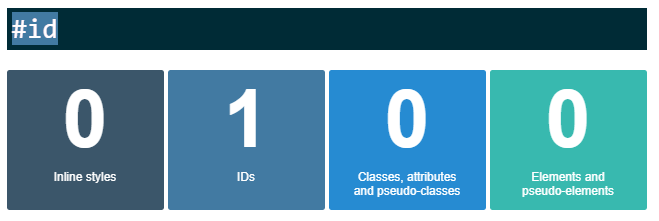 #id
0 1 0 0
Inline styles
IDs
Classes, attributes
and pseudo-classes
Elements and
pseudo-elements